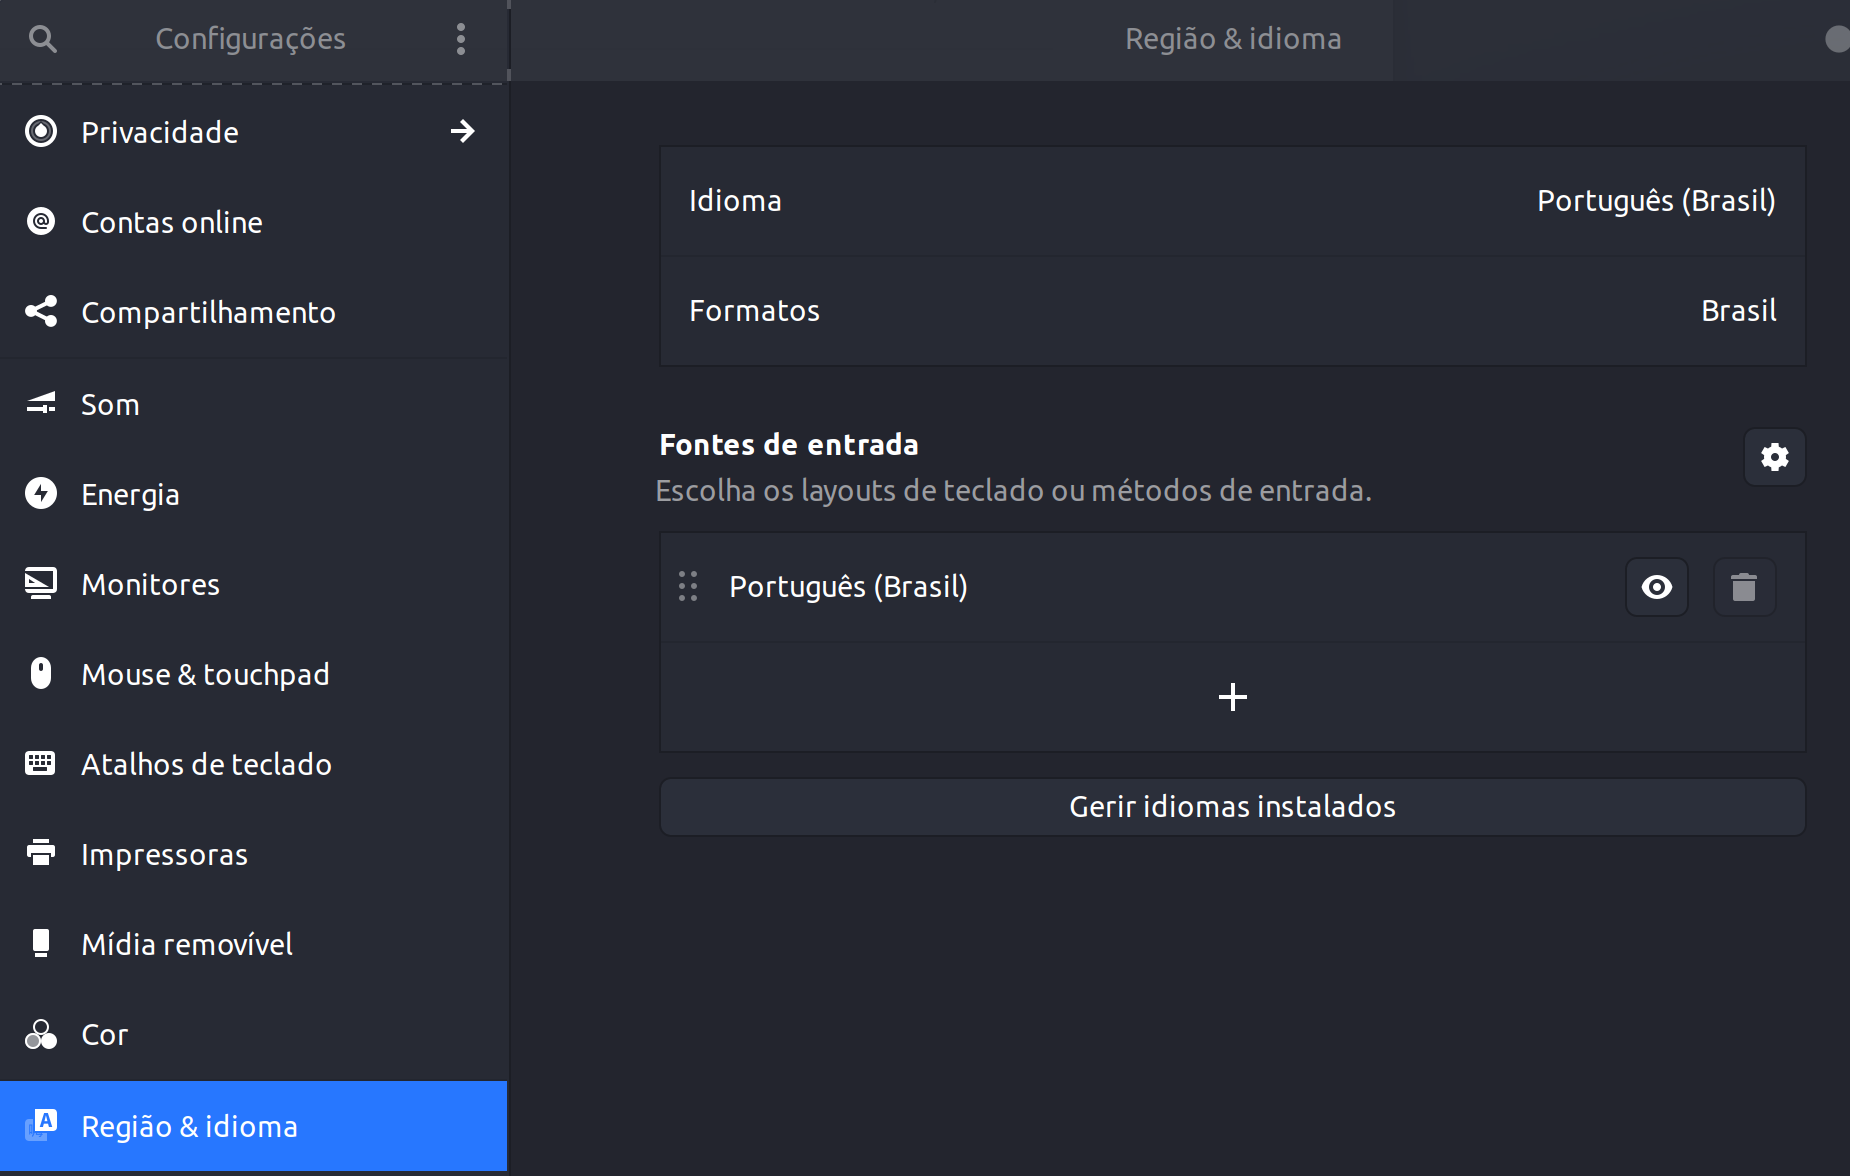 Configurações
Região & idioma
Privacidade
Contas online
Compartilhamento
Som
Energia
Monitores
Mouse & touchpad
Atalhos de teclado
Impressoras
Mídia removível
Cor
Região & idioma
Idioma
Português (Brasil)
Formatos
Brasil
Fontes de entrada
Escolha os layouts de teclado ou métodos de entrada.
Português (Brasil)
Gerir idiomas instalados